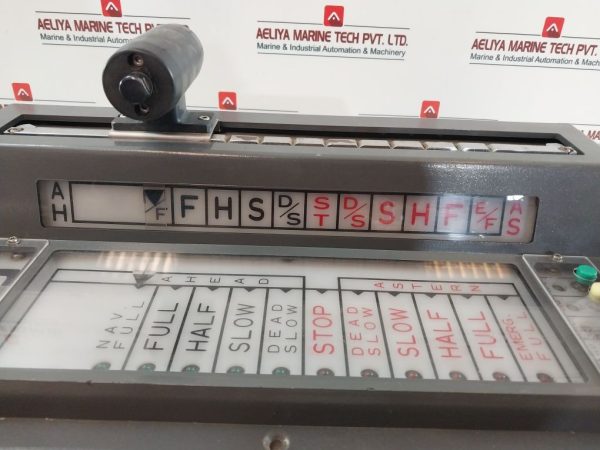 AELIYA MARINE TECH PVT. LTD.
Marine & Industrial Automation & Machinery
AELIYA MARINE TECH PVT. LTD.
Marine & Industrial Automation & Machinery
AELIYA MARINE TECH PVT.
Marine & Industrial Automation & Machinery
AH /F F H S D/S ST D/S S H F E/F AS
AHEAD ASTERN
NAV. FULL
FULL
HALF
SLOW
DEAD SLOW
STOP
DEAD SLOW
SLOW
HALF
FULL
EMERG. FULL